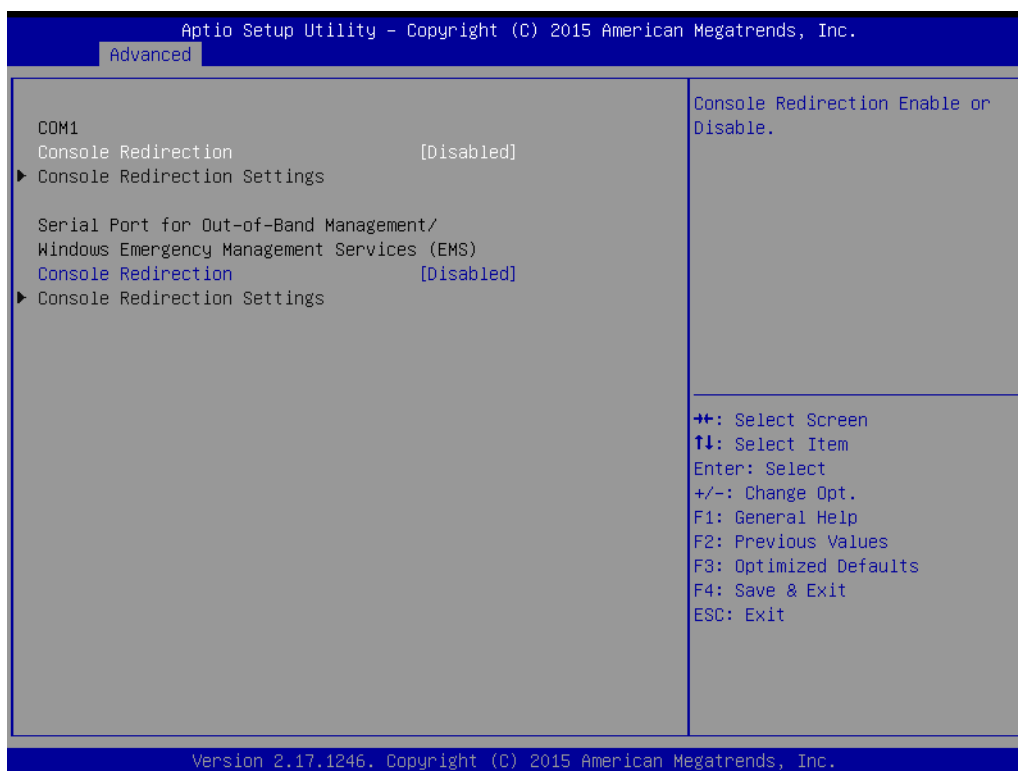 Aptio Setup Utility – Copyright (C) 2015 American Megatrends, Inc.
Advanced
COM1
Console Redirection [Disabled]
▶ Console Redirection Settings
Serial Port for Out-of-Band Management/
Windows Emergency Management Services (EMS)
Console Redirection [Disabled]
▶ Console Redirection Settings
Console Redirection Enable or
Disable.
→←: Select Screen
↑↓: Select Item
Enter: Select
+/-: Change Opt.
F1: General Help
F2: Previous Values
F3: Optimized Defaults
F4: Save & Exit
ESC: Exit
Version 2.17.1246. Copyright (C) 2015 American Megatrends, Inc.